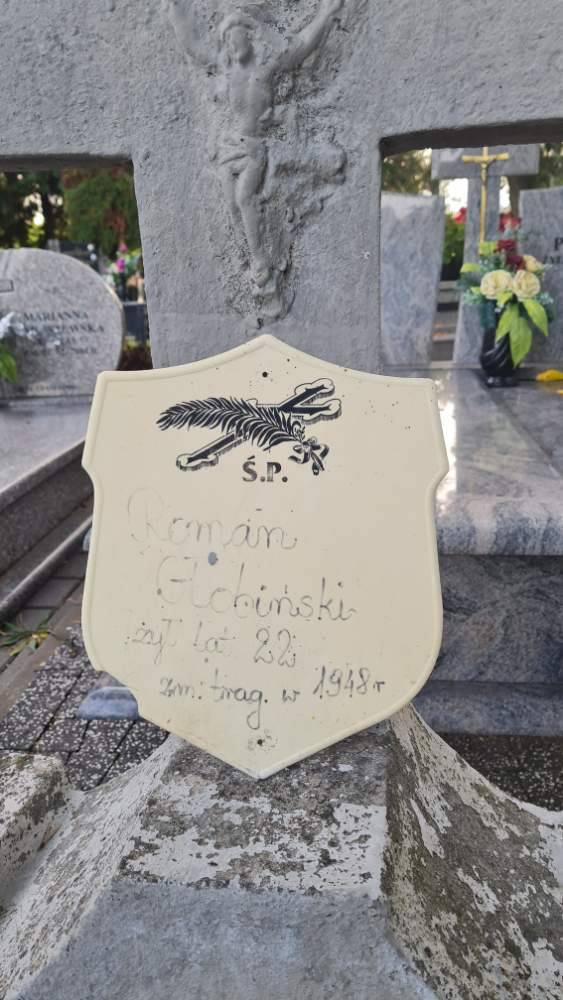 MARIANNA
Ś.P.
Roman
Głobiński
żył lat 22
zm. trag. w 1948 r